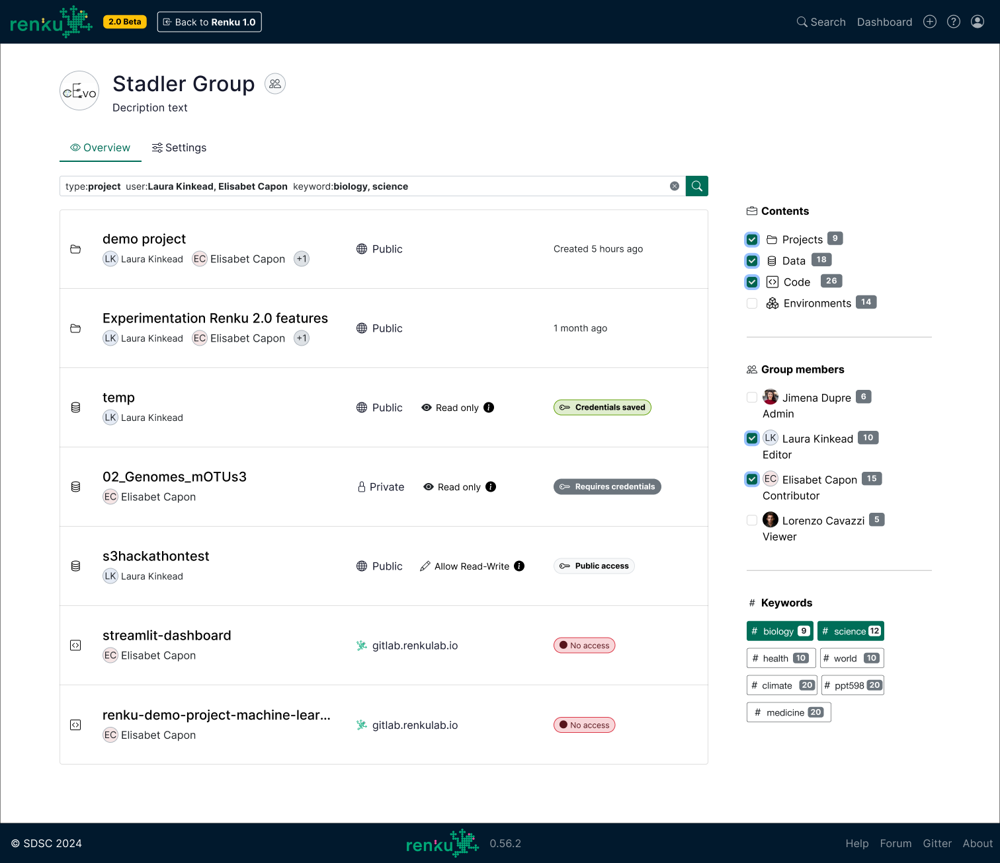 renku 2.0 Beta Back to Renku 1.0 Search Dashboard
cEvo Stadler Group
Decription text
Overview Settings
type:project user:Laura Kinkead, Elisabet Capon keyword:biology, science
demo project
LK Laura Kinkead EC Elisabet Capon +1
Public
Created 5 hours ago
Experimentation Renku 2.0 features
LK Laura Kinkead EC Elisabet Capon +1
Public
1 month ago
temp
LK Laura Kinkead
Public Read only
Credentials saved
02_Genomes_mOTUs3
EC Elisabet Capon
Private Read only
Requires credentials
s3hackathontest
LK Laura Kinkead
Public Allow Read-Write
Public access
streamlit-dashboard
EC Elisabet Capon
gitlab.renkulab.io
No access
renku-demo-project-machine-lear...
EC Elisabet Capon
gitlab.renkulab.io
No access
Contents
Projects 9
Data 18
Code 26
Environments 14
Group members
Jimena Dupre 6
Admin
LK Laura Kinkead 10
Editor
EC Elisabet Capon 15
Contributor
Lorenzo Cavazzi 5
Viewer
# Keywords
# biology 9 # science 12
# health 10 # world 10
# climate 20 # ppt598 20
# medicine 20
© SDSC 2024 renku 0.56.2 Help Forum Gitter About